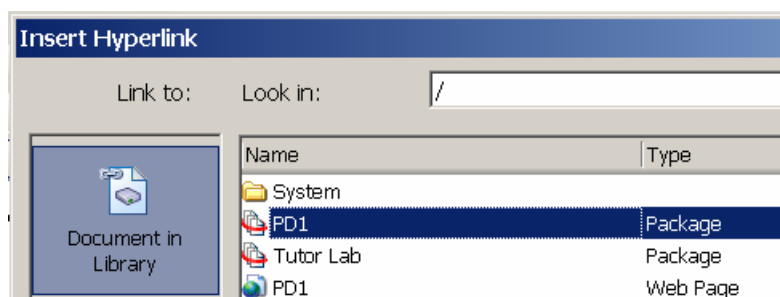 Insert Hyperlink
Link to: Look in: /
Name Type
System
PD1 Package
Document in
Library
Tutor Lab Package
PD1 Web Page